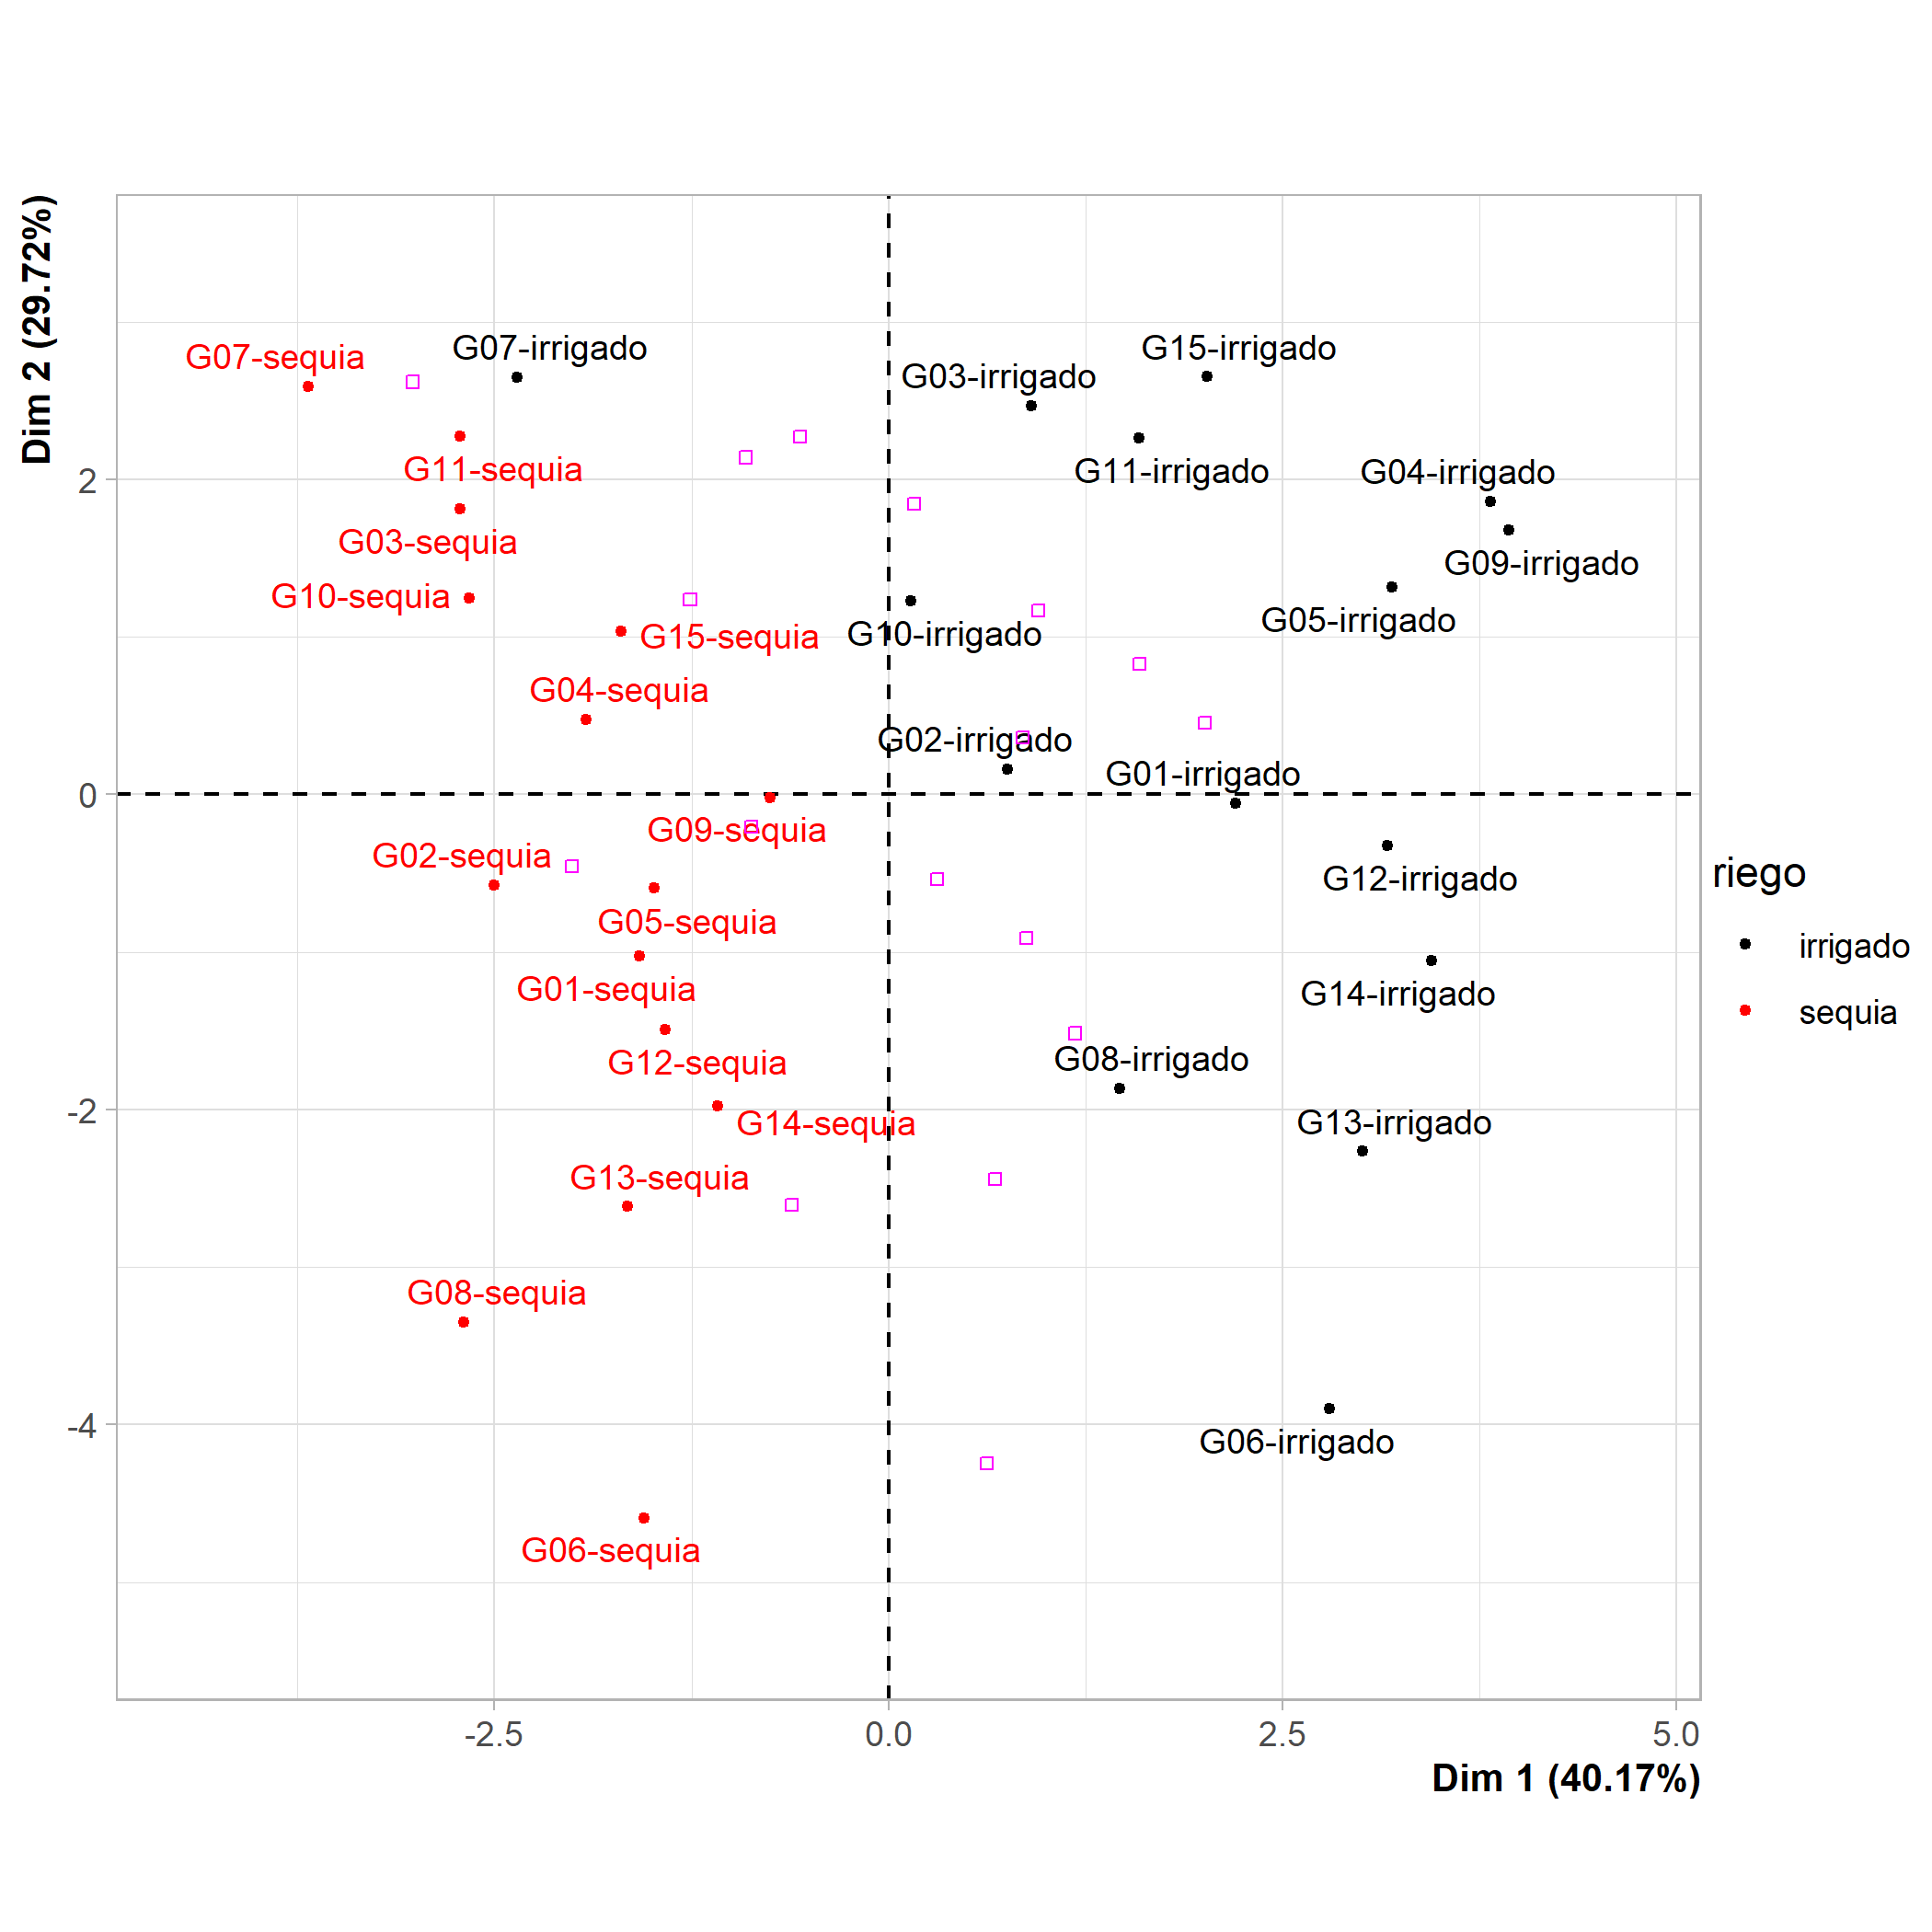 Dim 2 (29.72%)
G07-sequia
G07-irrigado
G15-irrigado
G03-irrigado
G11-sequia
G11-irrigado
G04-irrigado
2
G03-sequia
G09-irrigado
G10-sequia
G05-irrigado
G15-sequia
G10-irrigado
G04-sequia
G02-irrigado
G01-irrigado
0
G09-sequia
G02-sequia
G12-irrigado
riego
G05-sequia
irrigado
G01-sequia
G14-irrigado
sequia
G12-sequia
G08-irrigado
-2
G14-sequia
G13-irrigado
G13-sequia
G08-sequia
-4
G06-irrigado
G06-sequia
-2.5
0.0
2.5
5.0
Dim 1 (40.17%)